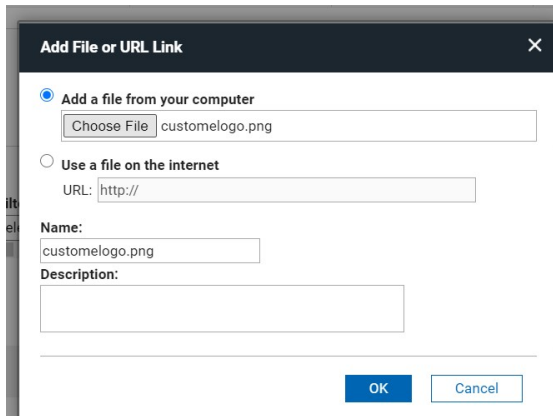 Add File or URL Link
Add a file from your computer
Choose File customelogo.png
Use a file on the internet
URL: http://
Name:
customelogo.png
Description:
OK Cancel